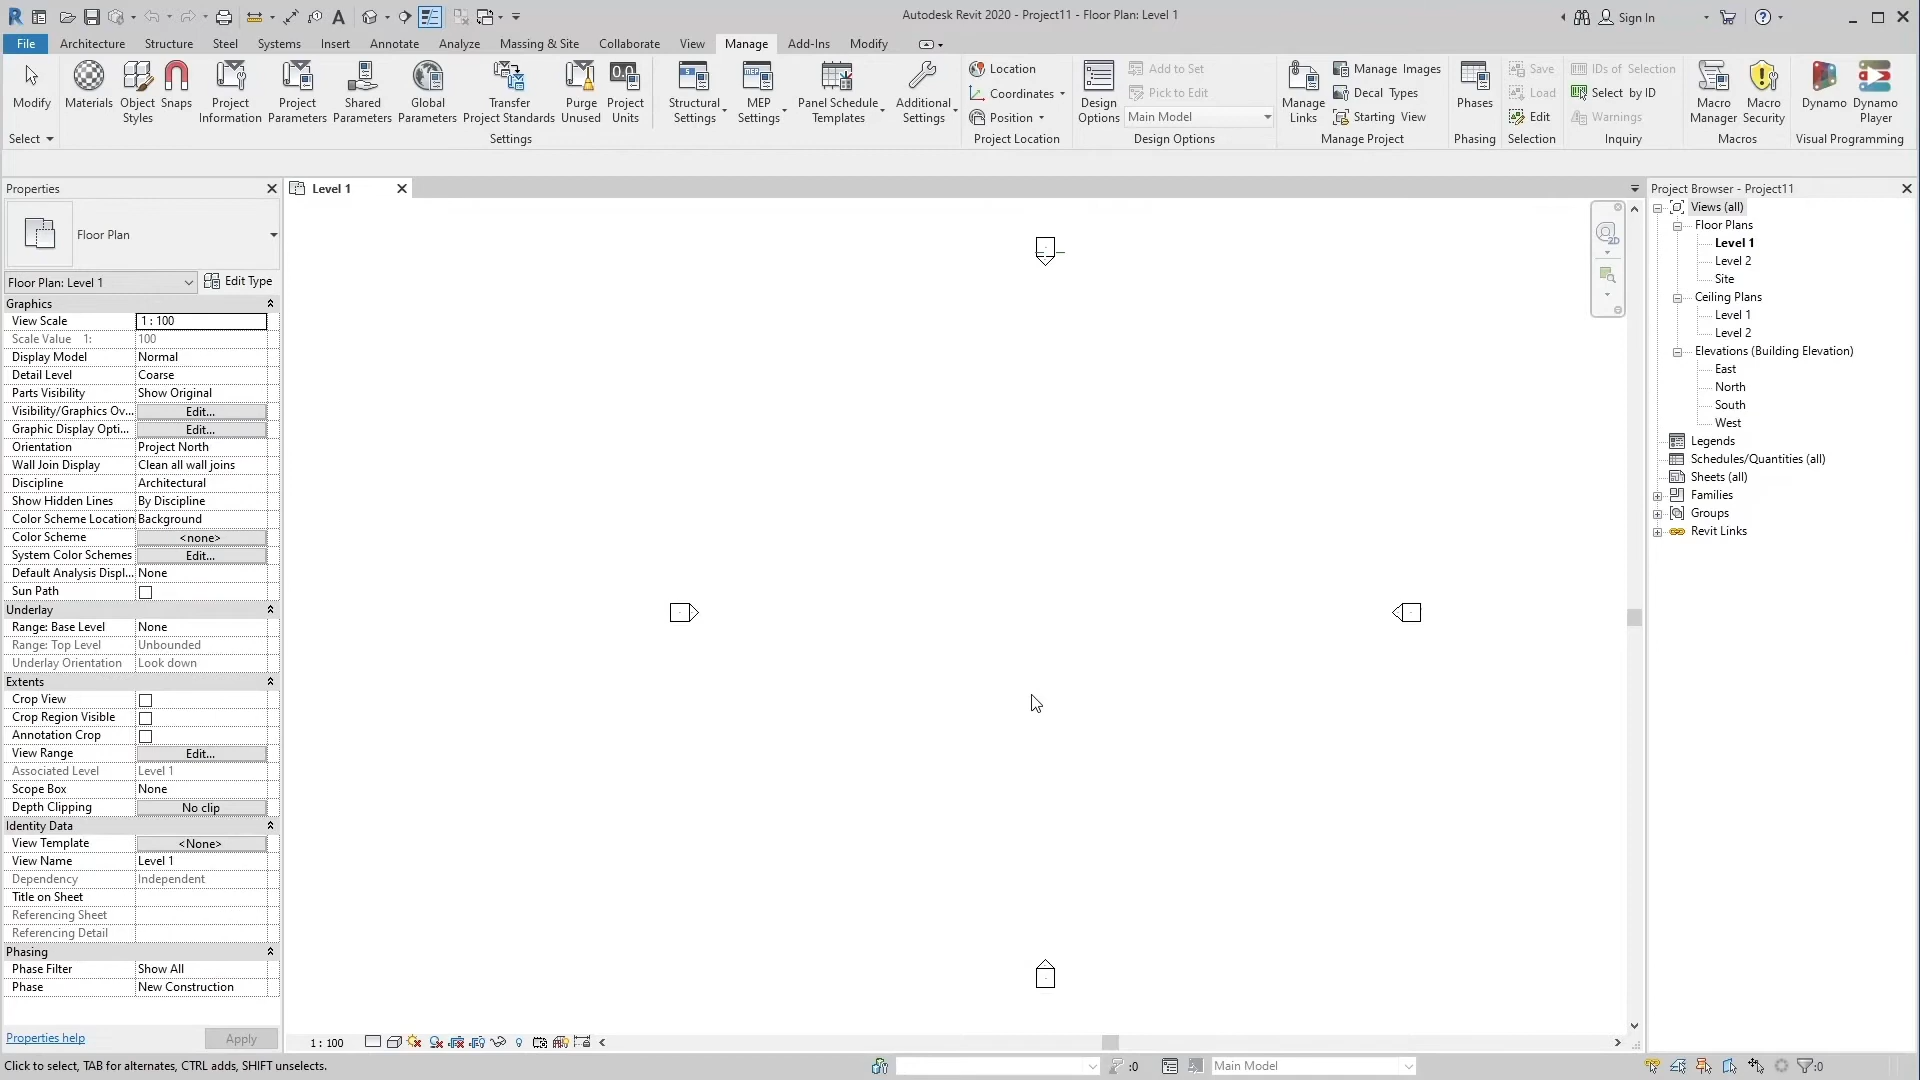 Autodesk Revit 2020 - Project11 - Floor Plan: Level 1
Sign In
File Architecture Structure Steel Systems Insert Annotate Analyze Massing & Site Collaborate View Manage Add-Ins Modify
Modify
Materials
Object Styles
Snaps
Project Information
Project Parameters
Shared Parameters
Global Parameters
Transfer Project Standards
Purge Unused
Project Units
Structural Settings
MEP Settings
Panel Schedule Templates
Additional Settings
Location
Coordinates
Position
Design Options
Add to Set
Pick to Edit
Main Model
Manage Links
Manage Images
Decal Types
Starting View
Phases
Save
Load
Edit
IDs of Selection
Select by ID
Warnings
Macro Manager
Macro Security
Dynamo
Dynamo Player
Select
Settings
Project Location
Design Options
Manage Project
Phasing
Selection
Inquiry
Macros
Visual Programming
Properties
Floor Plan
Floor Plan: Level 1
Edit Type
Graphics
View Scale 1 : 100
Scale Value 1: 100
Display Model Normal
Detail Level Coarse
Parts Visibility Show Original
Visibility/Graphics Ov... Edit...
Graphic Display Opti... Edit...
Orientation Project North
Wall Join Display Clean all wall joins
Discipline Architectural
Show Hidden Lines By Discipline
Color Scheme Location Background
Color Scheme <none>
System Color Schemes Edit...
Default Analysis Displ... None
Sun Path
Underlay
Range: Base Level None
Range: Top Level Unbounded
Underlay Orientation Look down
Extents
Crop View
Crop Region Visible
Annotation Crop
View Range Edit...
Associated Level Level 1
Scope Box None
Depth Clipping No clip
Identity Data
View Template <None>
View Name Level 1
Dependency Independent
Title on Sheet
Referencing Sheet
Referencing Detail
Phasing
Phase Filter Show All
Phase New Construction
Properties help
Apply
Level 1
2D
1 : 100
Project Browser - Project11
Views (all)
Floor Plans
Level 1
Level 2
Site
Ceiling Plans
Level 1
Level 2
Elevations (Building Elevation)
East
North
South
West
Legends
Schedules/Quantities (all)
Sheets (all)
Families
Groups
Revit Links
Click to select, TAB for alternates, CTRL adds, SHIFT unselects.
:0
Main Model
:0